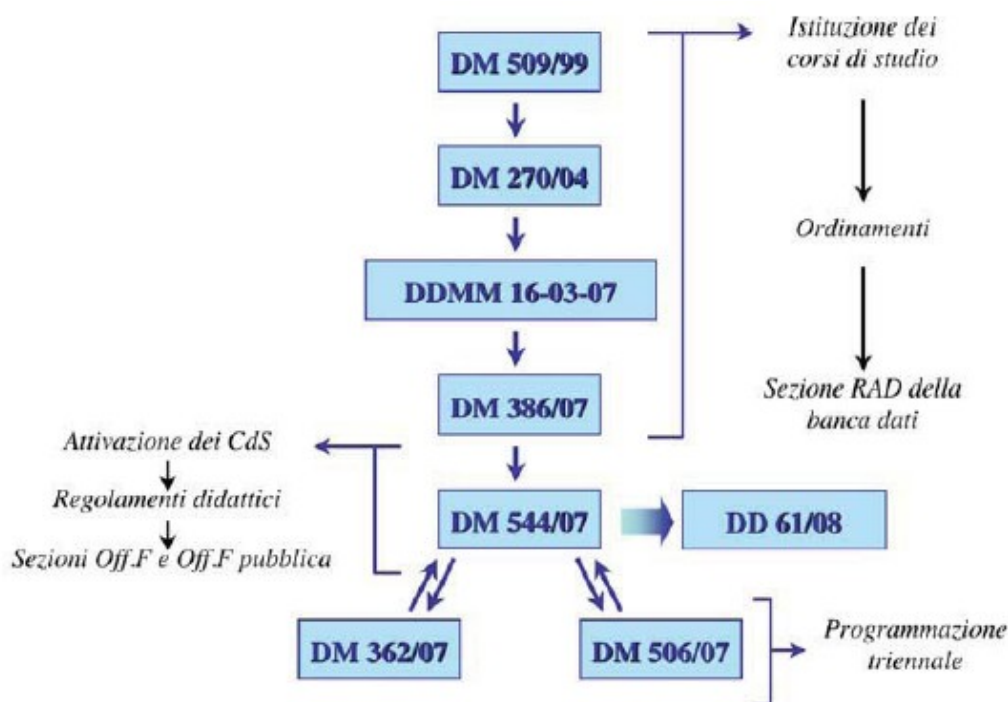 DM 509/99
Istituzione dei
corsi di studio
DM 270/04
Ordinamenti
DDMM 16-03-07
DM 386/07
Sezione RAD della
banca dati
Attivazione dei CdS
Regolamenti didattici
Sezioni Off.F e Off.F pubblica
DM 544/07
DD 61/08
DM 362/07
DM 506/07
Programmazione
triennale